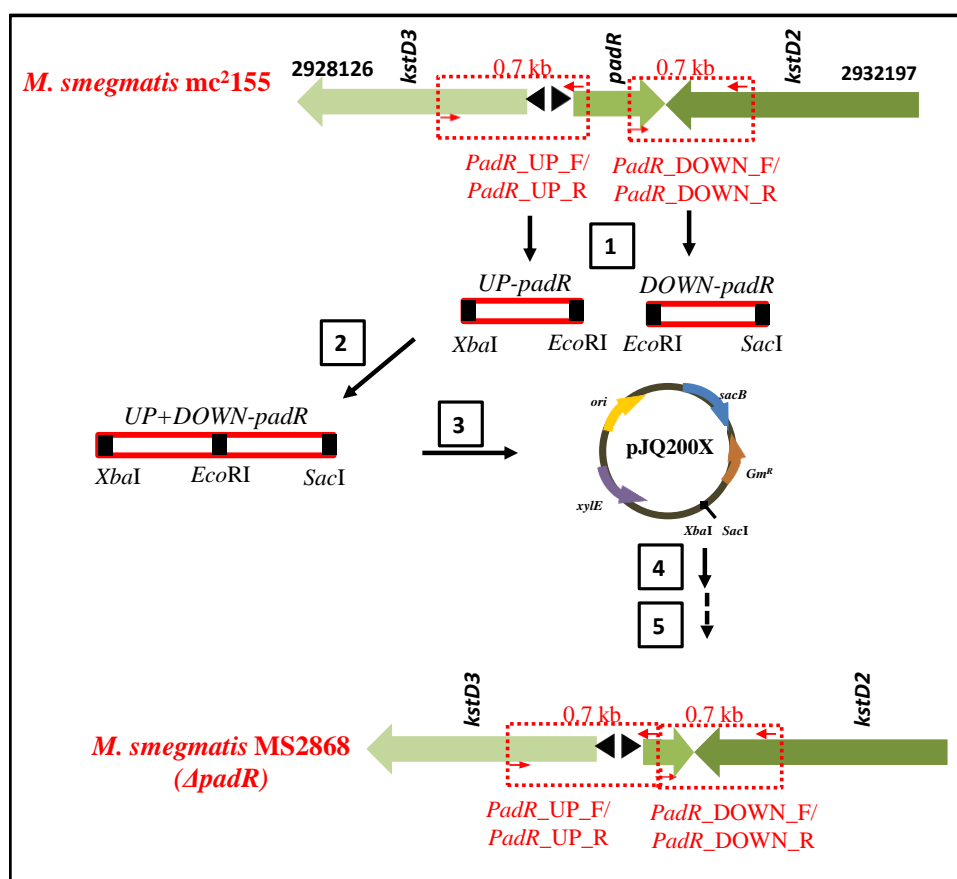 kstD3
padR
kstD2
2928126
0.7 kb
0.7 kb
2932197
M. smegmatis mc²155
PadR_UP_F/
PadR_UP_R
PadR_DOWN_F/
PadR_DOWN_R
1
UP-padR
DOWN-padR
XbaI
EcoRI
EcoRI
SacI
2
UP+DOWN-padR
XbaI
EcoRI
SacI
3
ori
sacB
pJQ200X
Gmᴿ
xylE
XbaI
SacI
4
5
kstD3
kstD2
0.7 kb
0.7 kb
M. smegmatis MS2868
(ΔpadR)
PadR_UP_F/
PadR_UP_R
PadR_DOWN_F/
PadR_DOWN_R